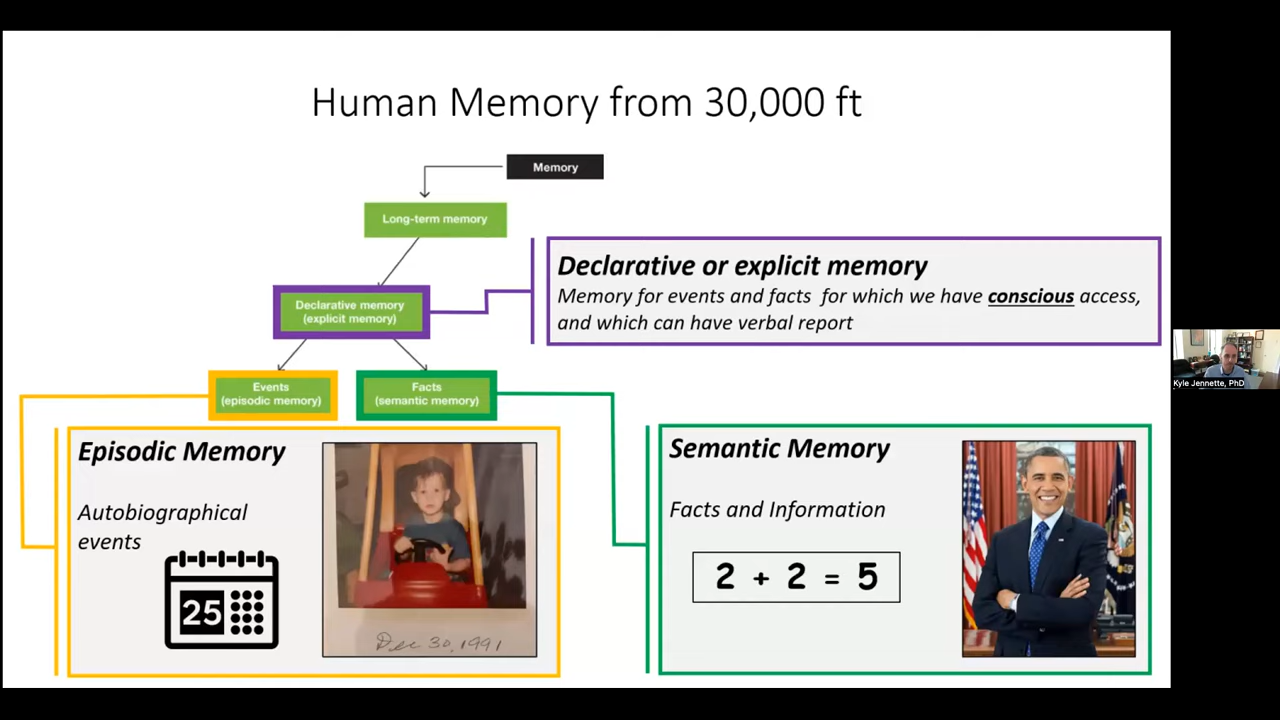 Human Memory from 30,000 ft
Memory
Long-term memory
Declarative memory
(explicit memory)
Declarative or explicit memory
Memory for events and facts for which we have conscious access,
and which can have verbal report
Events
(episodic memory)
Facts
(semantic memory)
Episodic Memory
Autobiographical
events
25
Dec 30, 1991
Semantic Memory
Facts and Information
2 + 2 = 5
Kyle Jennette, PhD